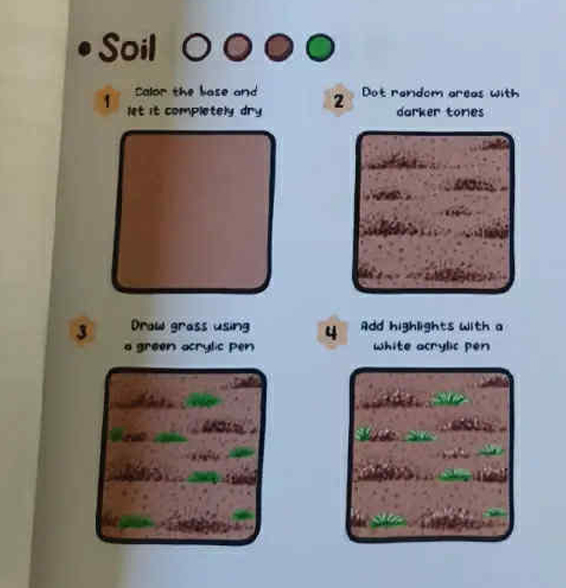 • Soil
1
Color the base and
let it completely dry
2
Dot random areas with
darker tones
3
Draw grass using
a green acrylic pen
4
Add highlights with a
white acrylic pen